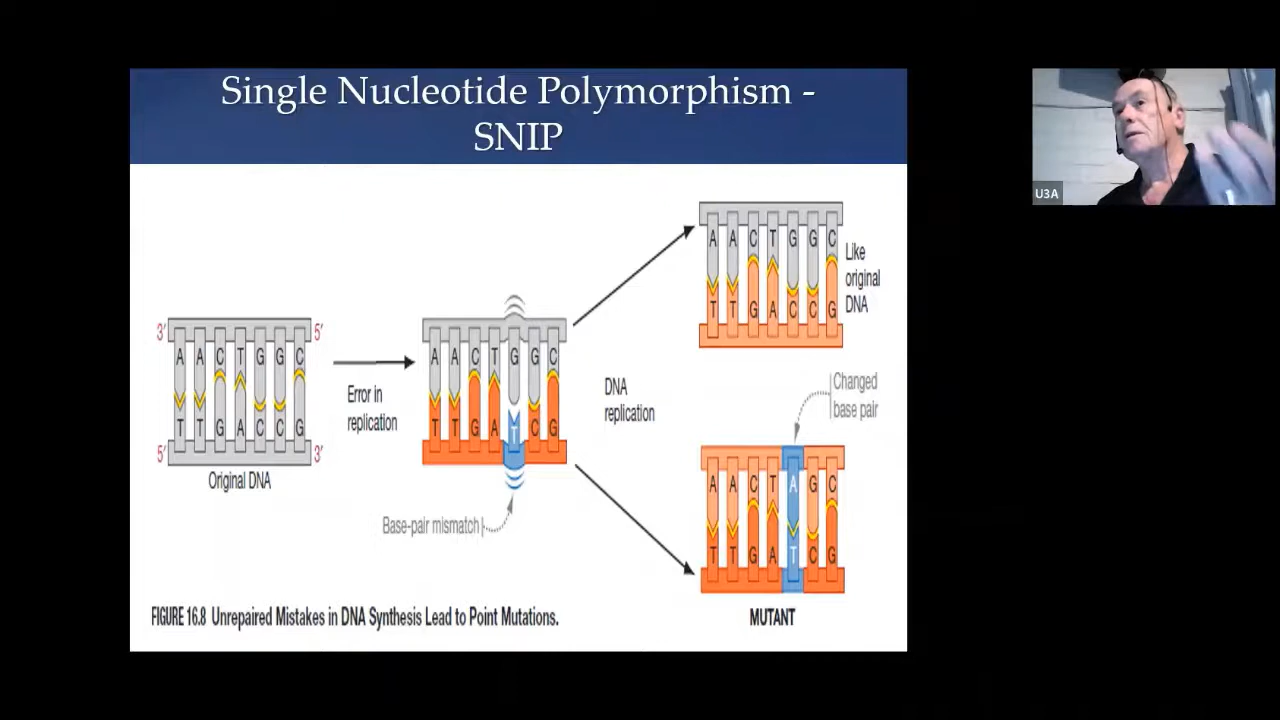 Single Nucleotide Polymorphism -
SNIP
U3A
3′ 5′
A A C T G G C
T T G A C C G
5′ 3′
Original DNA
Error in
replication
A A C T G G C
T T G A T C G
Base-pair mismatch
DNA
replication
A A C T G G C
T T G A C C G
Like
original
DNA
Changed
base pair
A A C T A G C
T T G A T C G
MUTANT
FIGURE 16.8 Unrepaired Mistakes in DNA Synthesis Lead to Point Mutations.